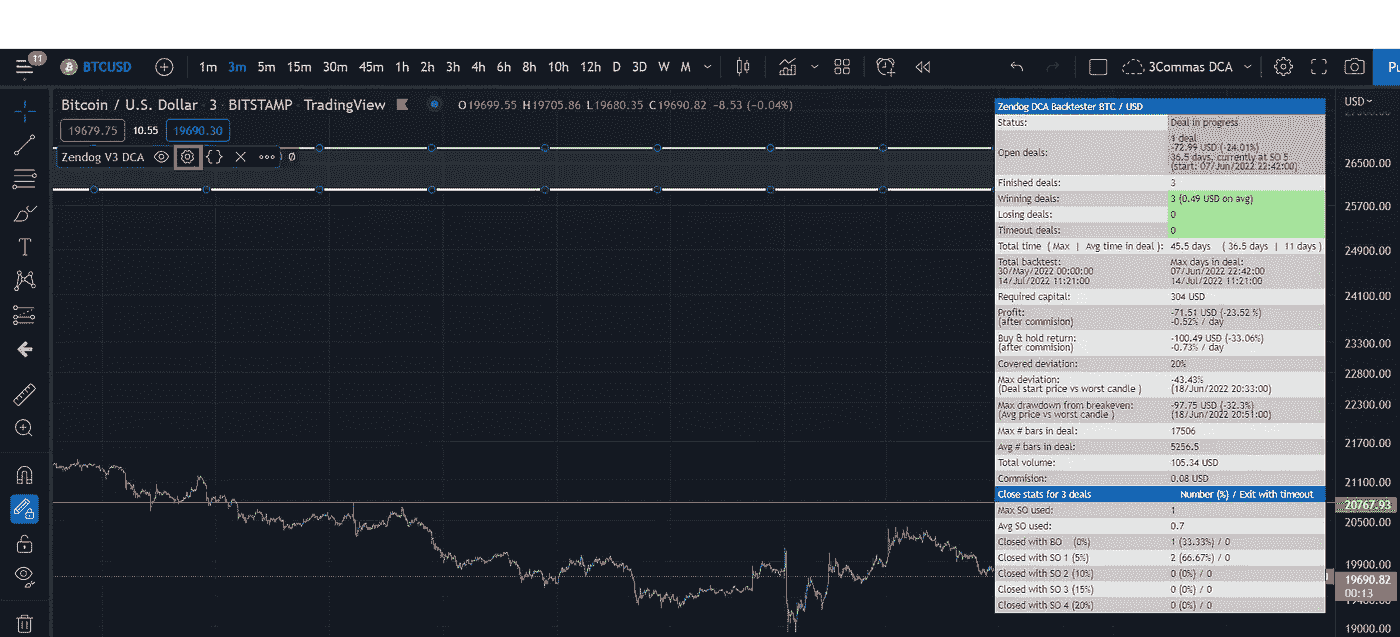 11
BTCUSD
1m 3m 5m 15m 30m 45m 1h 2h 3h 4h 6h 8h 10h 12h D 3D W M
3Commas DCA
Pu
Bitcoin / U.S. Dollar · 3 · BITSTAMP · TradingView
O19699.55 H19705.86 L19680.35 C19690.82 −8.53 (−0.04%)
19679.75 10.55 19690.30
Zendog V3 DCA
Zendog DCA Backtester BTC / USD
Status: Deal in progress
Open deals:
1 deal
-72.99 USD (-24.01%)
36.5 days, currently at SO 5
(start: 07/Jun/2022 22:42:00)
Finished deals: 3
Winning deals: 3 (0.49 USD on avg)
Losing deals: 0
Timeout deals: 0
Total time ( Max | Avg time in deal ): 45.5 days ( 36.5 days | 11 days )
Total backtest: Max days in deal:
30/May/2022 00:00:00 07/Jun/2022 22:42:00
14/Jul/2022 11:21:00 14/Jul/2022 11:21:00
Required capital: 304 USD
Profit: -71.51 USD (-23.52 %)
(after commision) -0.52% / day
Buy & hold return: -100.49 USD (-33.06%)
(after commision) -0.73% / day
Covered deviation: 20%
Max deviation: -43.43%
(Deal start price vs worst candle ) (18/Jun/2022 20:33:00)
Max drawdown from breakeven: -97.75 USD (-32.3%)
(Avg price vs worst candle ) (18/Jun/2022 20:51:00)
Max # bars in deal: 17506
Avg # bars in deal: 5256.5
Total volume: 105.34 USD
Commision: 0.08 USD
Close stats for 3 deals Number (%) / Exit with timeout
Max SO used: 1
Avg SO used: 0.7
Closed with BO (0%) 1 (33.33%) / 0
Closed with SO 1 (5%) 2 (66.67%) / 0
Closed with SO 2 (10%) 0 (0%) / 0
Closed with SO 3 (15%) 0 (0%) / 0
Closed with SO 4 (20%) 0 (0%) / 0
USD
26500.00
25700.00
24900.00
24100.00
23300.00
22800.00
22300.00
21700.00
21100.00
20767.93
20500.00
19900.00
19690.82
00:13
19000.00